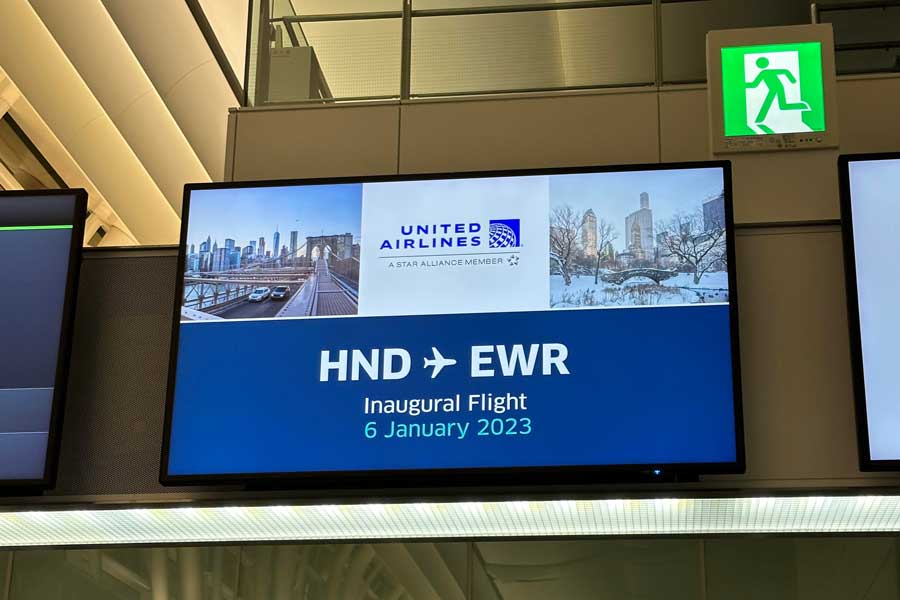 UNITED
AIRLINES
A STAR ALLIANCE MEMBER
HND ✈ EWR
Inaugural Flight
6 January 2023